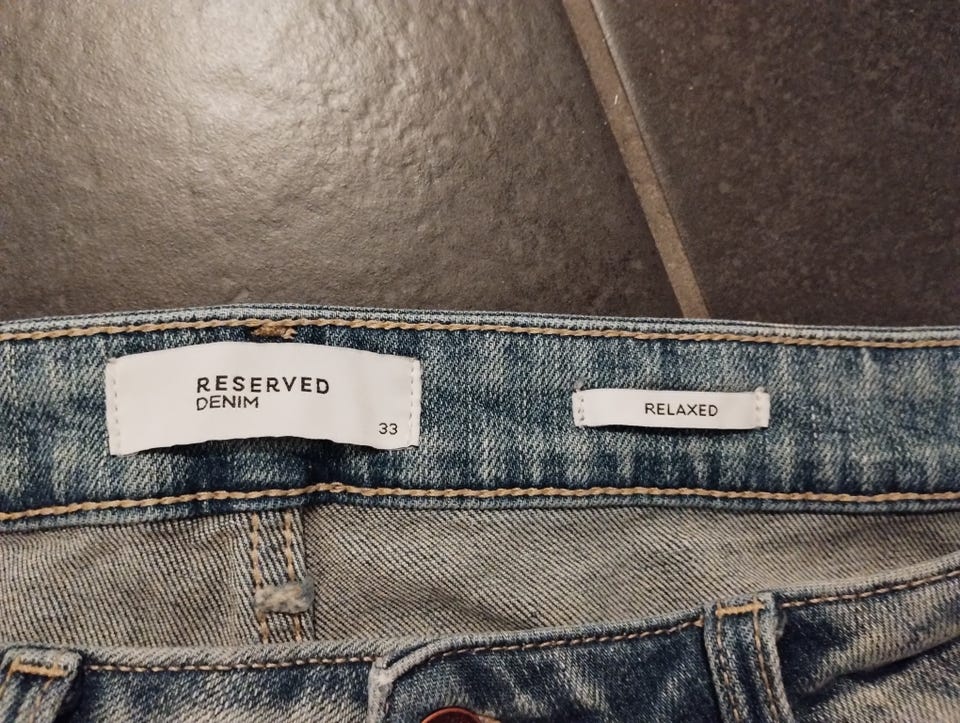 RESERVED
DENIM
33
RELAXED